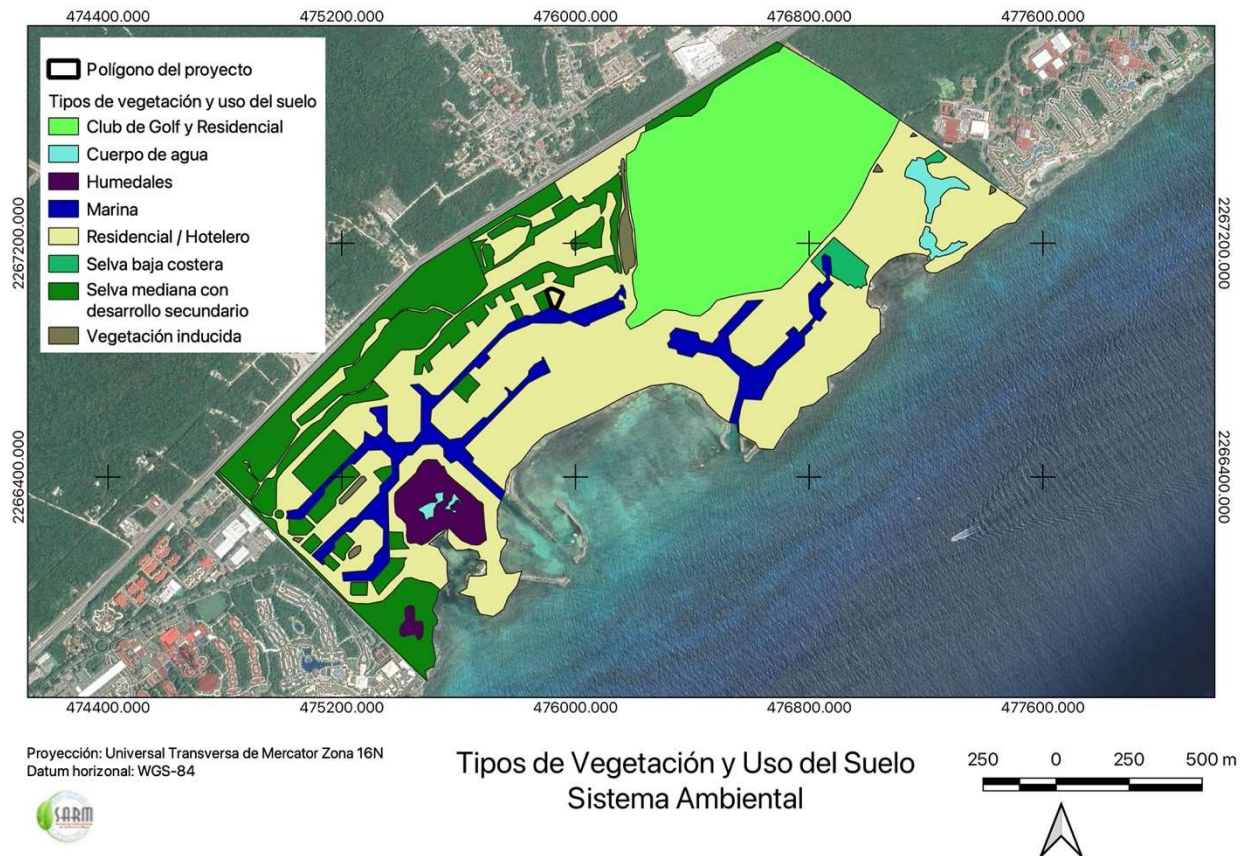 474400.000
475200.000
476000.000
476800.000
477600.000
Polígono del proyecto
Tipos de vegetación y uso del suelo
Club de Golf y Residencial
Cuerpo de agua
Humedales
Marina
Residencial / Hotelero
Selva baja costera
Selva mediana con
desarrollo secundario
Vegetación inducida
2267200.000
2267200.000
2266400.000
2266400.000
474400.000
475200.000
476000.000
476800.000
477600.000
Proyección: Universal Transversa de Mercator Zona 16N
Datum horizonal: WGS-84
Tipos de Vegetación y Uso del Suelo
Sistema Ambiental
250
0
250
500 m
SARM